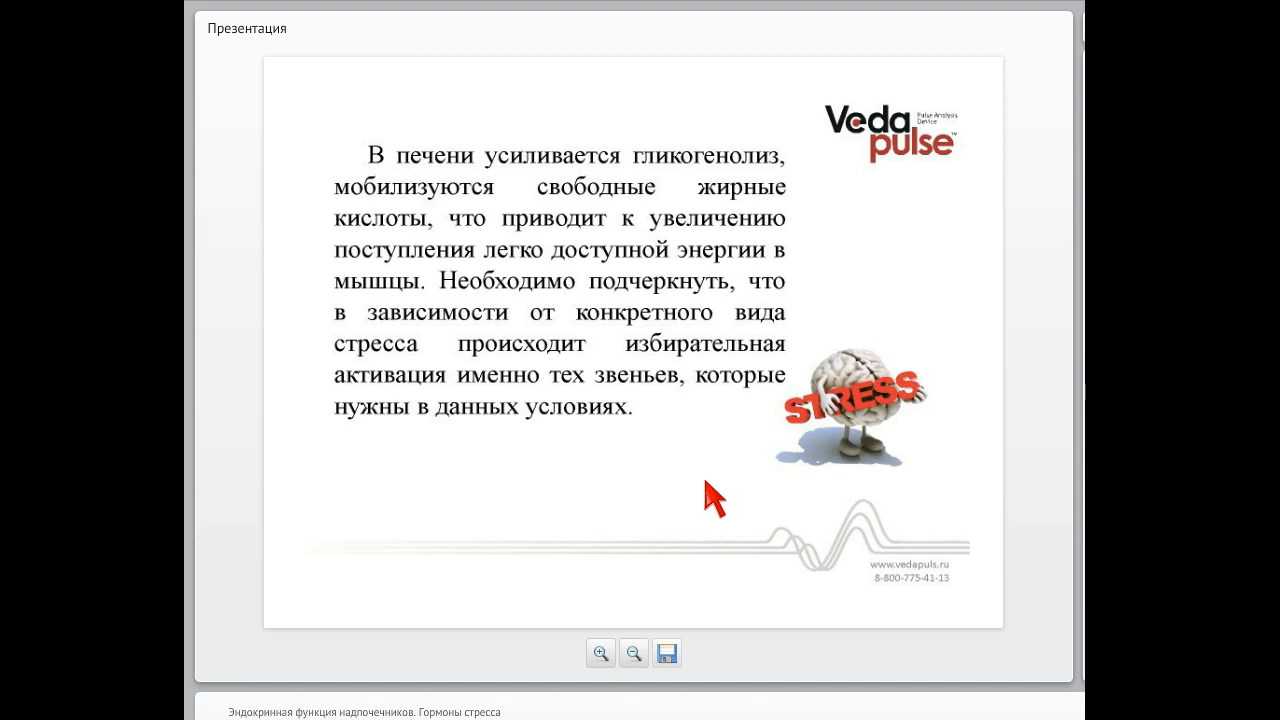 Презентация
Veda
Pulse Analysis
Device
pulse™
В печени усиливается гликогенолиз,
мобилизуются свободные жирные
кислоты, что приводит к увеличению
поступления легко доступной энергии в
мышцы. Необходимо подчеркнуть, что
в зависимости от конкретного вида
стресса происходит избирательная
активация именно тех звеньев, которые
нужны в данных условиях.
STRESS
www.vedapuls.ru
8-800-775-41-13
Эндокринная функция надпочечников. Гормоны стресса